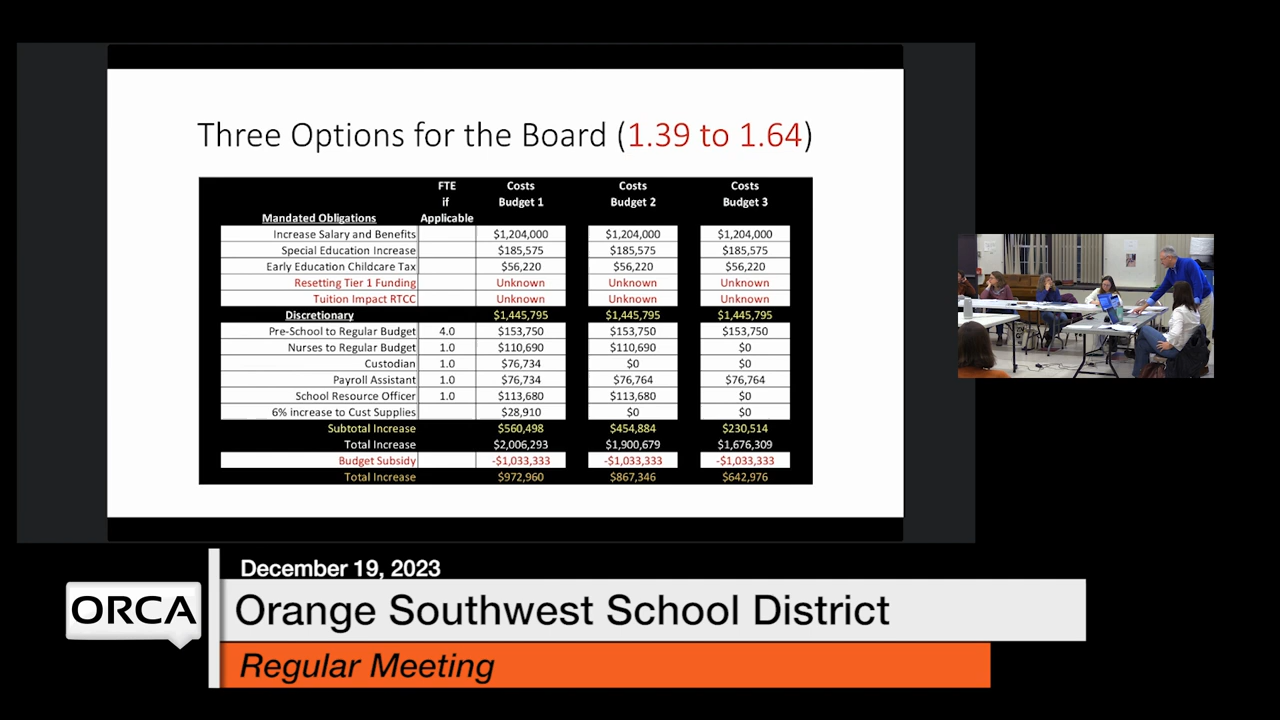 Three Options for the Board (1.39 to 1.64)
FTE Costs Costs Costs
if Budget 1 Budget 2 Budget 3
Mandated Obligations Applicable
Increase Salary and Benefits $1,204,000 $1,204,000 $1,204,000
Special Education Increase $185,575 $185,575 $185,575
Early Education Childcare Tax $56,220 $56,220 $56,220
Resetting Tier 1 Funding Unknown Unknown Unknown
Tuition Impact RTCC Unknown Unknown Unknown
Discretionary $1,445,795 $1,445,795 $1,445,795
Pre-School to Regular Budget 4.0 $153,750 $153,750 $153,750
Nurses to Regular Budget 1.0 $110,690 $110,690 $0
Custodian 1.0 $76,734 $0 $0
Payroll Assistant 1.0 $76,734 $76,764 $76,764
School Resource Officer 1.0 $113,680 $113,680 $0
6% increase to Cust Supplies $28,910 $0 $0
Subtotal Increase $560,498 $454,884 $230,514
Total Increase $2,006,293 $1,900,679 $1,676,309
Budget Subsidy -$1,033,333 -$1,033,333 -$1,033,333
Total Increase $972,960 $867,346 $642,976
December 19, 2023
ORCA
Orange Southwest School District
Regular Meeting